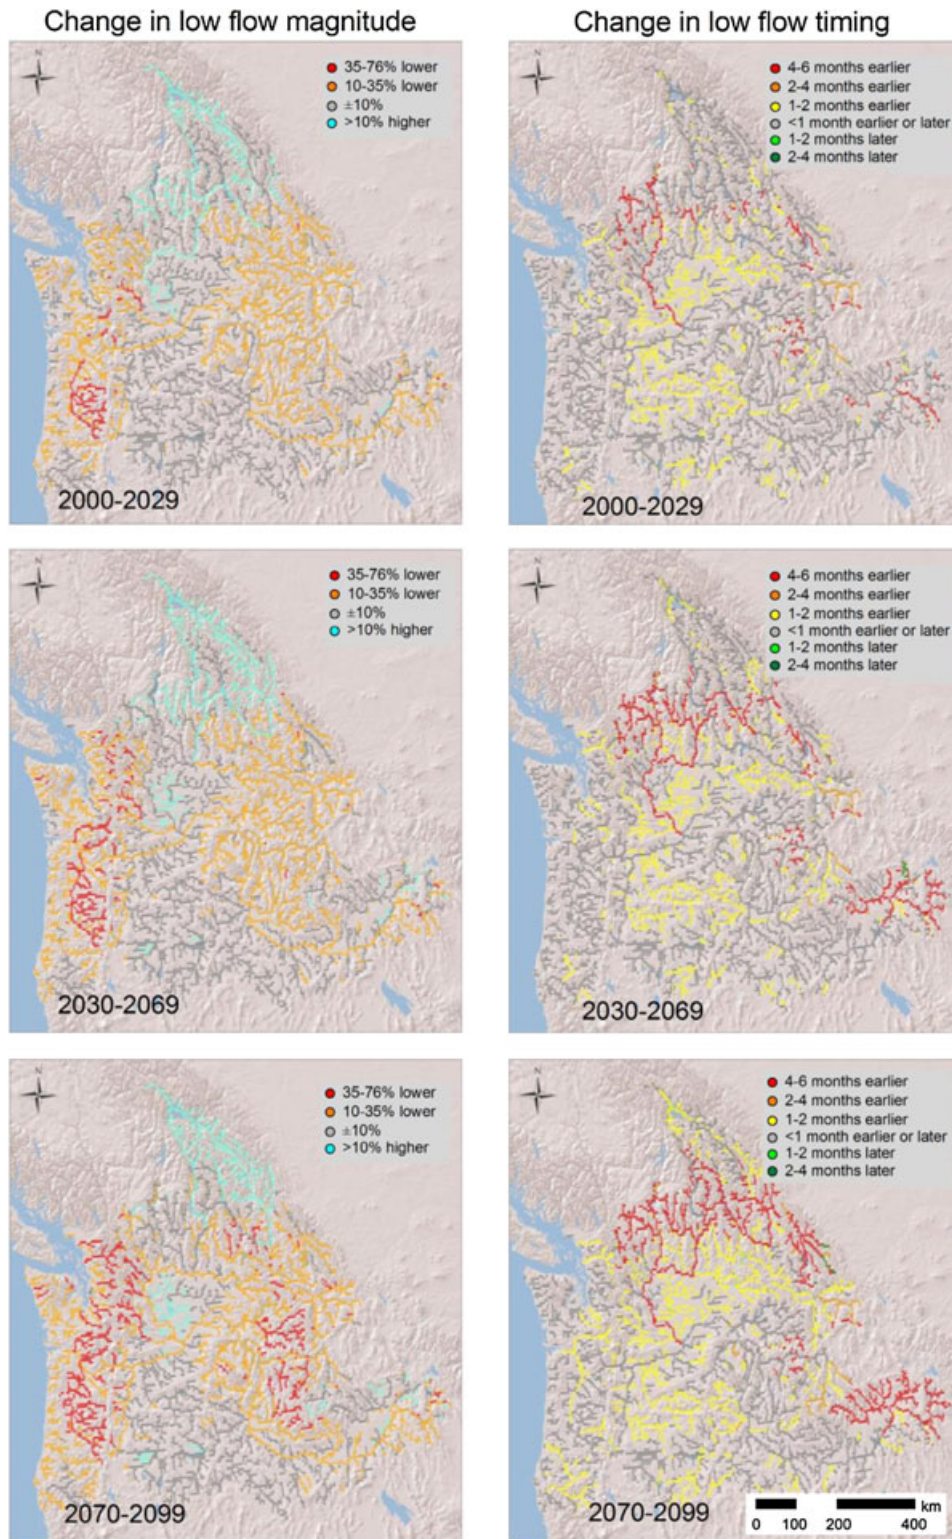 Change in low flow magnitude
Change in low flow timing
N
35-76% lower
10-35% lower
±10%
>10% higher
2000-2029
N
4-6 months earlier
2-4 months earlier
1-2 months earlier
<1 month earlier or later
1-2 months later
2-4 months later
2000-2029
N
35-76% lower
10-35% lower
±10%
>10% higher
2030-2069
N
4-6 months earlier
2-4 months earlier
1-2 months earlier
<1 month earlier or later
1-2 months later
2-4 months later
2030-2069
N
35-76% lower
10-35% lower
±10%
>10% higher
2070-2099
N
4-6 months earlier
2-4 months earlier
1-2 months earlier
<1 month earlier or later
1-2 months later
2-4 months later
2070-2099
km
0 100 200 400